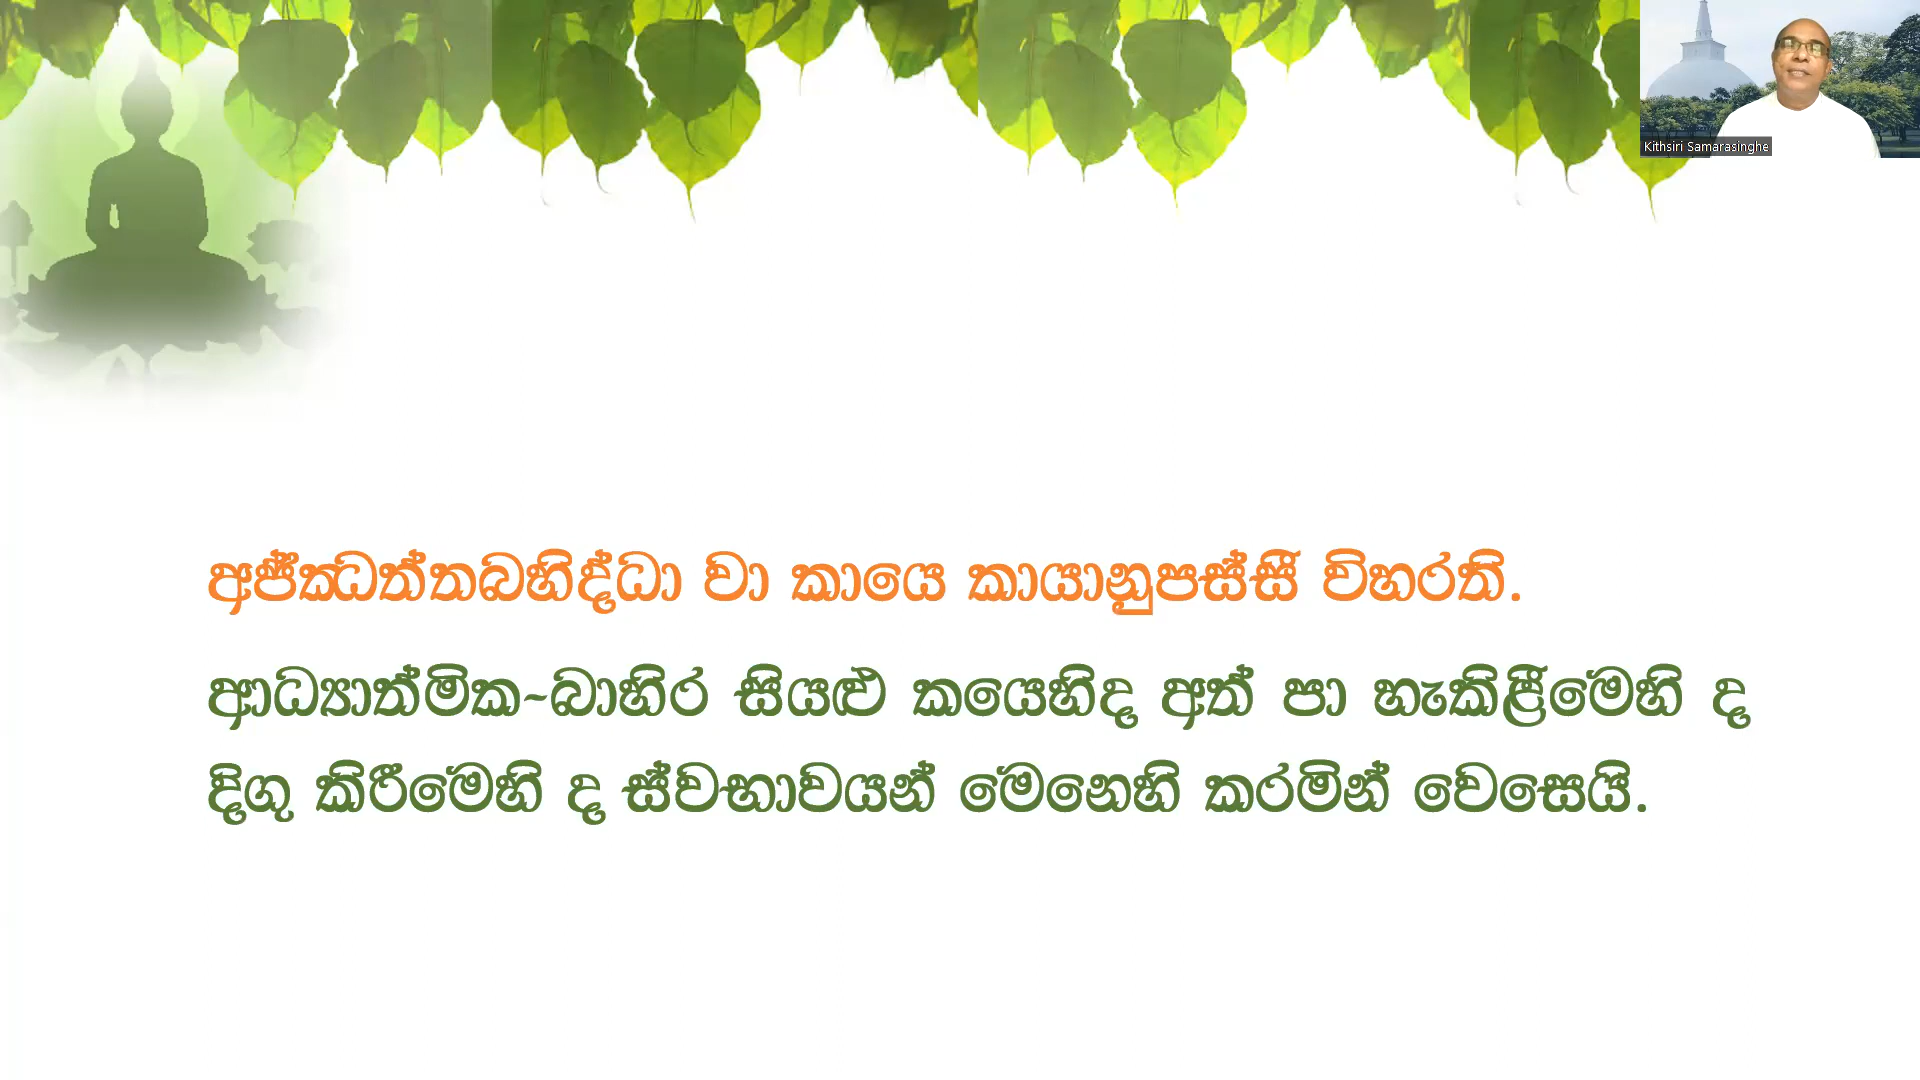 Kithsiri Samarasinghe
අජ්ඣත්තබහිද්ධා වා කායෙ කායානුපස්සී විහරති.
ආධ්‍යාත්මික~බාහිර සියළු කයෙහිද අත් පා හැකිළීමෙහි ද
දිගු කිරීමෙහි ද ස්වභාවයන් මෙනෙහි කරමින් වෙසෙයි.